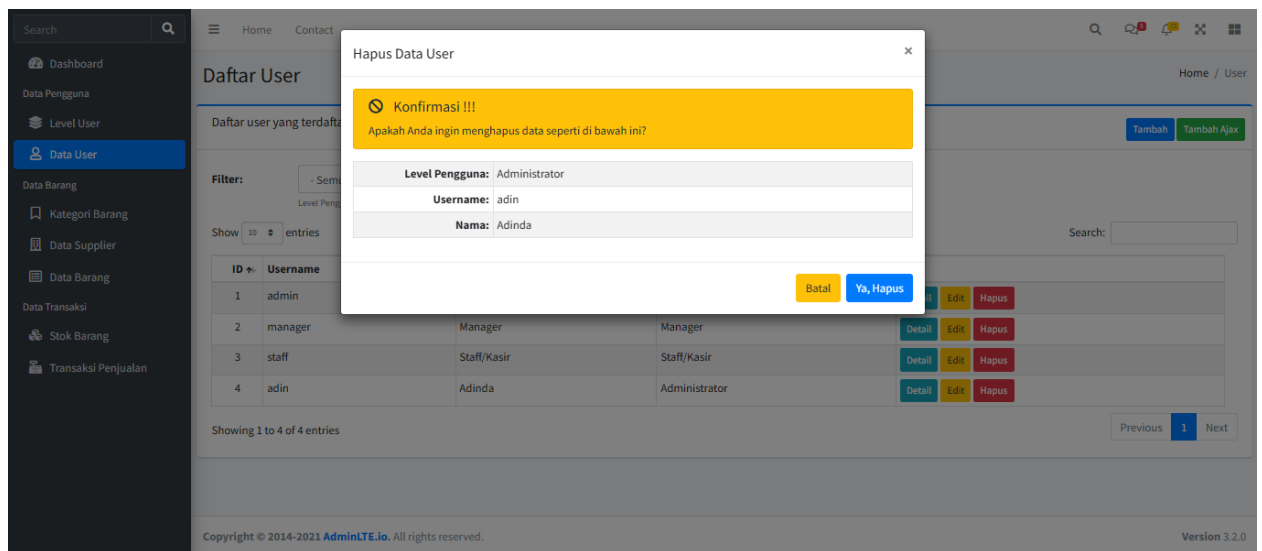 Search
Home Contact
Dashboard
Data Pengguna
Level User
Data User
Data Barang
Kategori Barang
Data Supplier
Data Barang
Data Transaksi
Stok Barang
Transaksi Penjualan
Daftar User
Home / User
Daftar user yang terdafta
Tambah Tambah Ajax
Filter: - Semu
Level Peng
Show 10 entries
Search:
Hapus Data User ×
Konfirmasi !!!
Apakah Anda ingin menghapus data seperti di bawah ini?
Level Pengguna: Administrator
Username: adin
Nama: Adinda
Batal Ya, Hapus
ID Username
1 admin Edit Hapus
2 manager Manager Manager Detail Edit Hapus
3 staff Staff/Kasir Staff/Kasir Detail Edit Hapus
4 adin Adinda Administrator Detail Edit Hapus
Showing 1 to 4 of 4 entries
Previous 1 Next
Copyright © 2014-2021 AdminLTE.io. All rights reserved.
Version 3.2.0